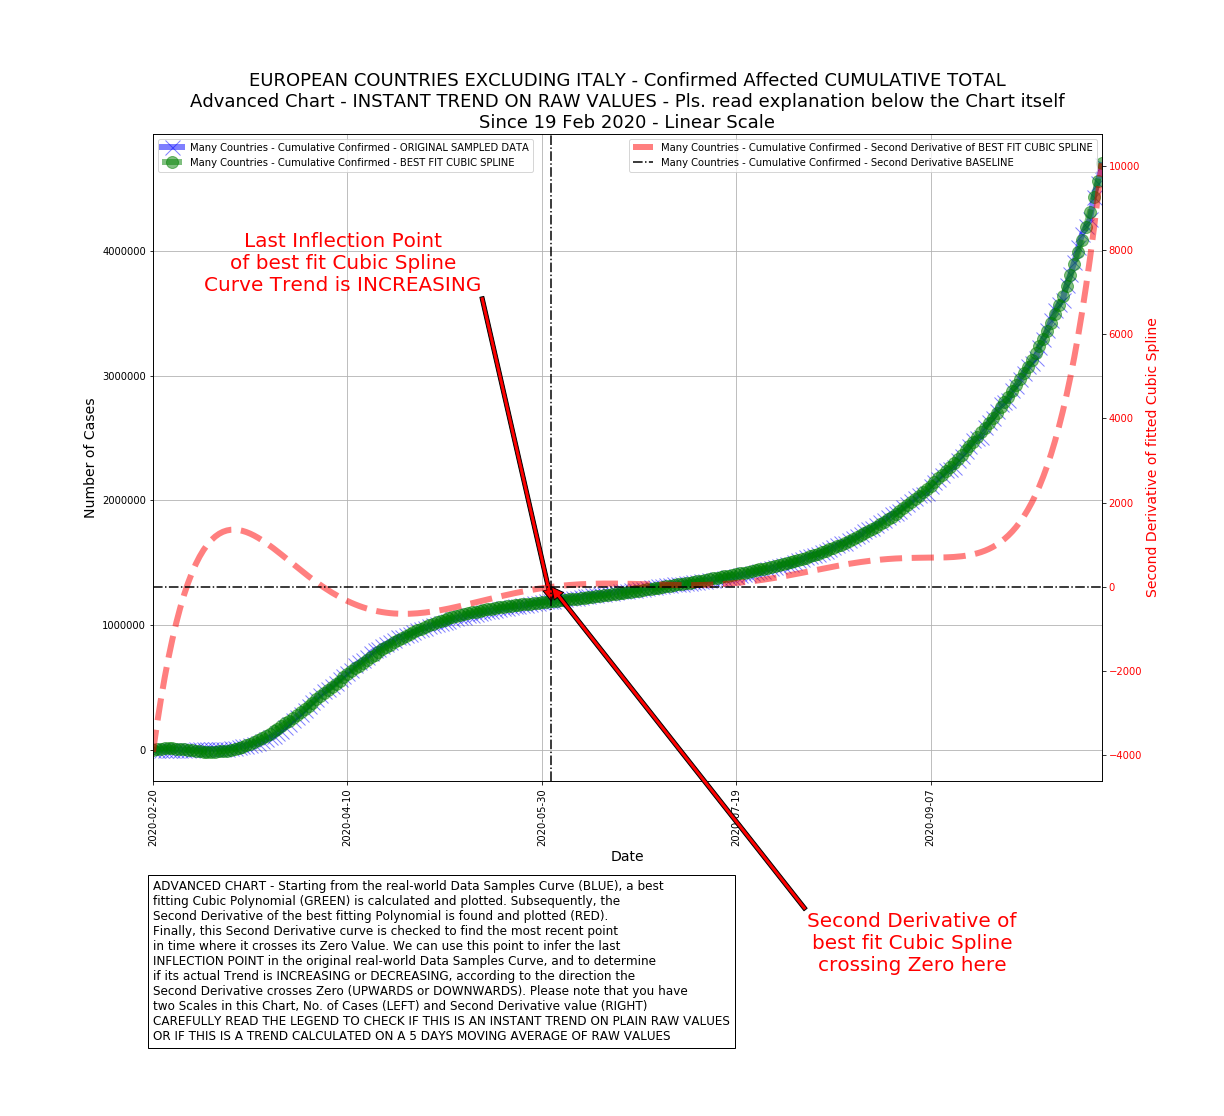 EUROPEAN COUNTRIES EXCLUDING ITALY - Confirmed Affected CUMULATIVE TOTAL
Advanced Chart - INSTANT TREND ON RAW VALUES - Pls. read explanation below the Chart itself
Since 19 Feb 2020 - Linear Scale
Many Countries - Cumulative Confirmed - ORIGINAL SAMPLED DATA
Many Countries - Cumulative Confirmed - BEST FIT CUBIC SPLINE
Many Countries - Cumulative Confirmed - Second Derivative of BEST FIT CUBIC SPLINE
Many Countries - Cumulative Confirmed - Second Derivative BASELINE
Last Inflection Point
of best fit Cubic Spline
Curve Trend is INCREASING
Number of Cases
4000000
3000000
2000000
1000000
0
10000
8000
6000
4000
2000
0
−2000
−4000
Second Derivative of fitted Cubic Spline
2020-02-20
2020-04-10
2020-05-30
2020-07-19
2020-09-07
Date
ADVANCED CHART - Starting from the real-world Data Samples Curve (BLUE), a best
fitting Cubic Polynomial (GREEN) is calculated and plotted. Subsequently, the
Second Derivative of the best fitting Polynomial is found and plotted (RED).
Finally, this Second Derivative curve is checked to find the most recent point
in time where it crosses its Zero Value. We can use this point to infer the last
INFLECTION POINT in the original real-world Data Samples Curve, and to determine
if its actual Trend is INCREASING or DECREASING, according to the direction the
Second Derivative crosses Zero (UPWARDS or DOWNWARDS). Please note that you have
two Scales in this Chart, No. of Cases (LEFT) and Second Derivative value (RIGHT)
CAREFULLY READ THE LEGEND TO CHECK IF THIS IS AN INSTANT TREND ON PLAIN RAW VALUES
OR IF THIS IS A TREND CALCULATED ON A 5 DAYS MOVING AVERAGE OF RAW VALUES
Second Derivative of
best fit Cubic Spline
crossing Zero here